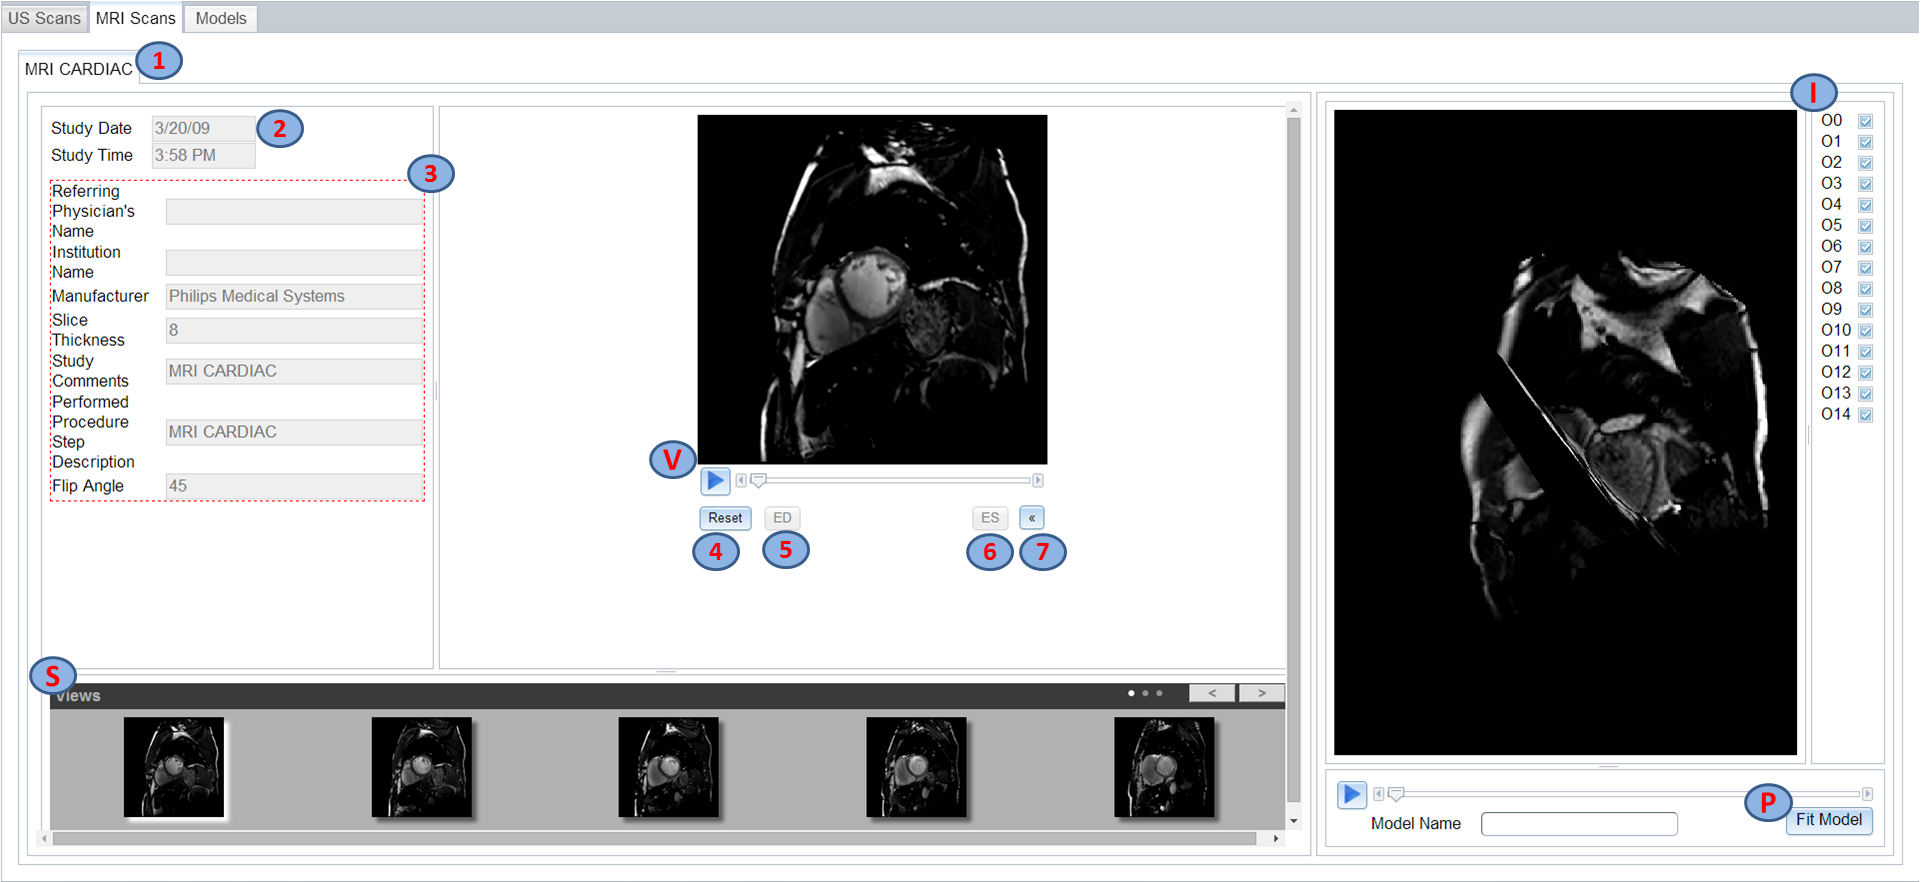 US Scans
MRI Scans
Models
MRI CARDIAC
1
Study Date
3/20/09
2
Study Time
3:58 PM
3
Referring
Physician's
Name
Institution
Name
Manufacturer
Philips Medical Systems
Slice
Thickness
8
Study
Comments
MRI CARDIAC
Performed
Procedure
Step
Description
MRI CARDIAC
Flip Angle
45
V
Reset
ED
ES
«
4
5
6
7
S
Views
<
>
I
O0
O1
O2
O3
O4
O5
O6
O7
O8
O9
O10
O11
O12
O13
O14
P
Model Name
Fit Model